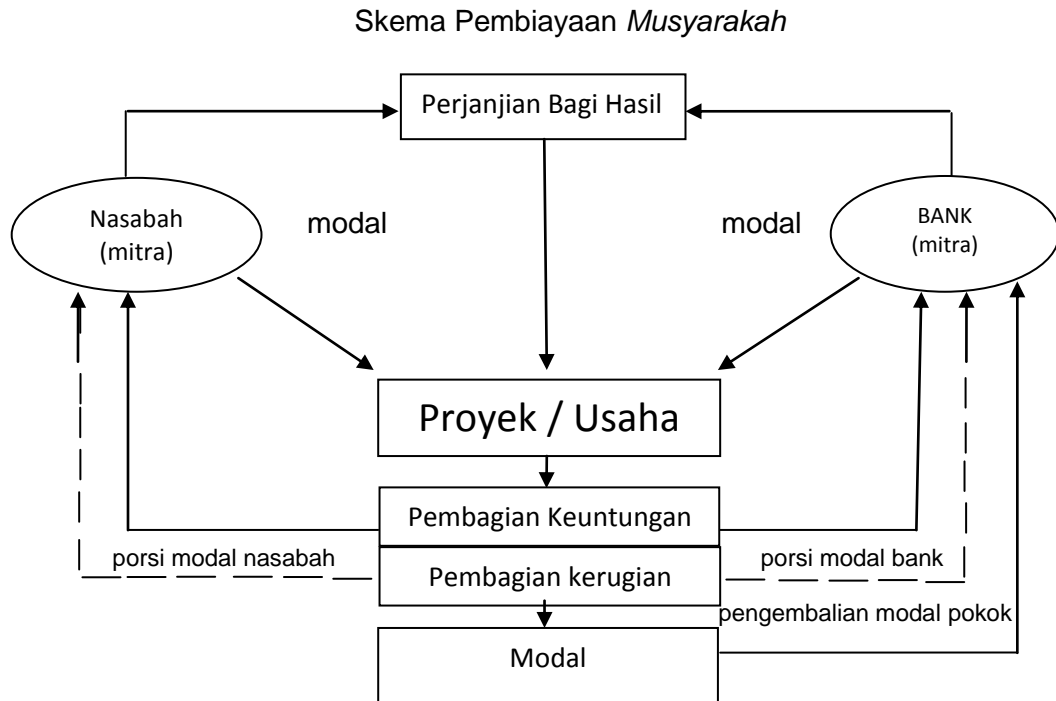 Skema Pembiayaan Musyarakah
Perjanjian Bagi Hasil
Nasabah
(mitra)
modal
modal
BANK
(mitra)
Proyek / Usaha
Pembagian Keuntungan
porsi modal nasabah
porsi modal bank
Pembagian kerugian
pengembalian modal pokok
Modal